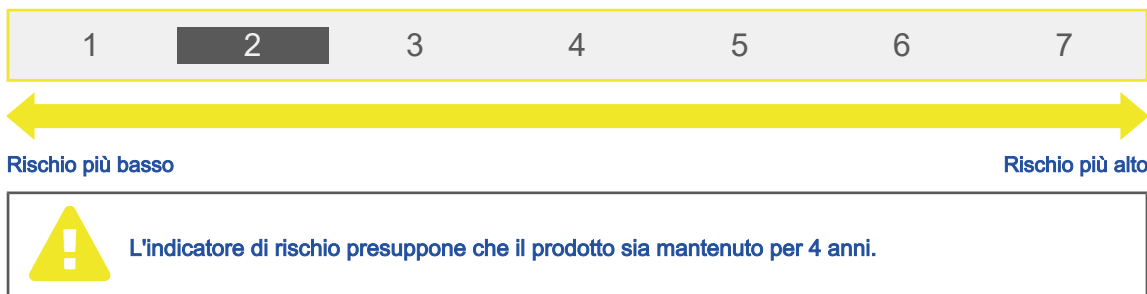 1 2 3 4 5 6 7
Rischio più basso Rischio più alto
L'indicatore di rischio presuppone che il prodotto sia mantenuto per 4 anni.